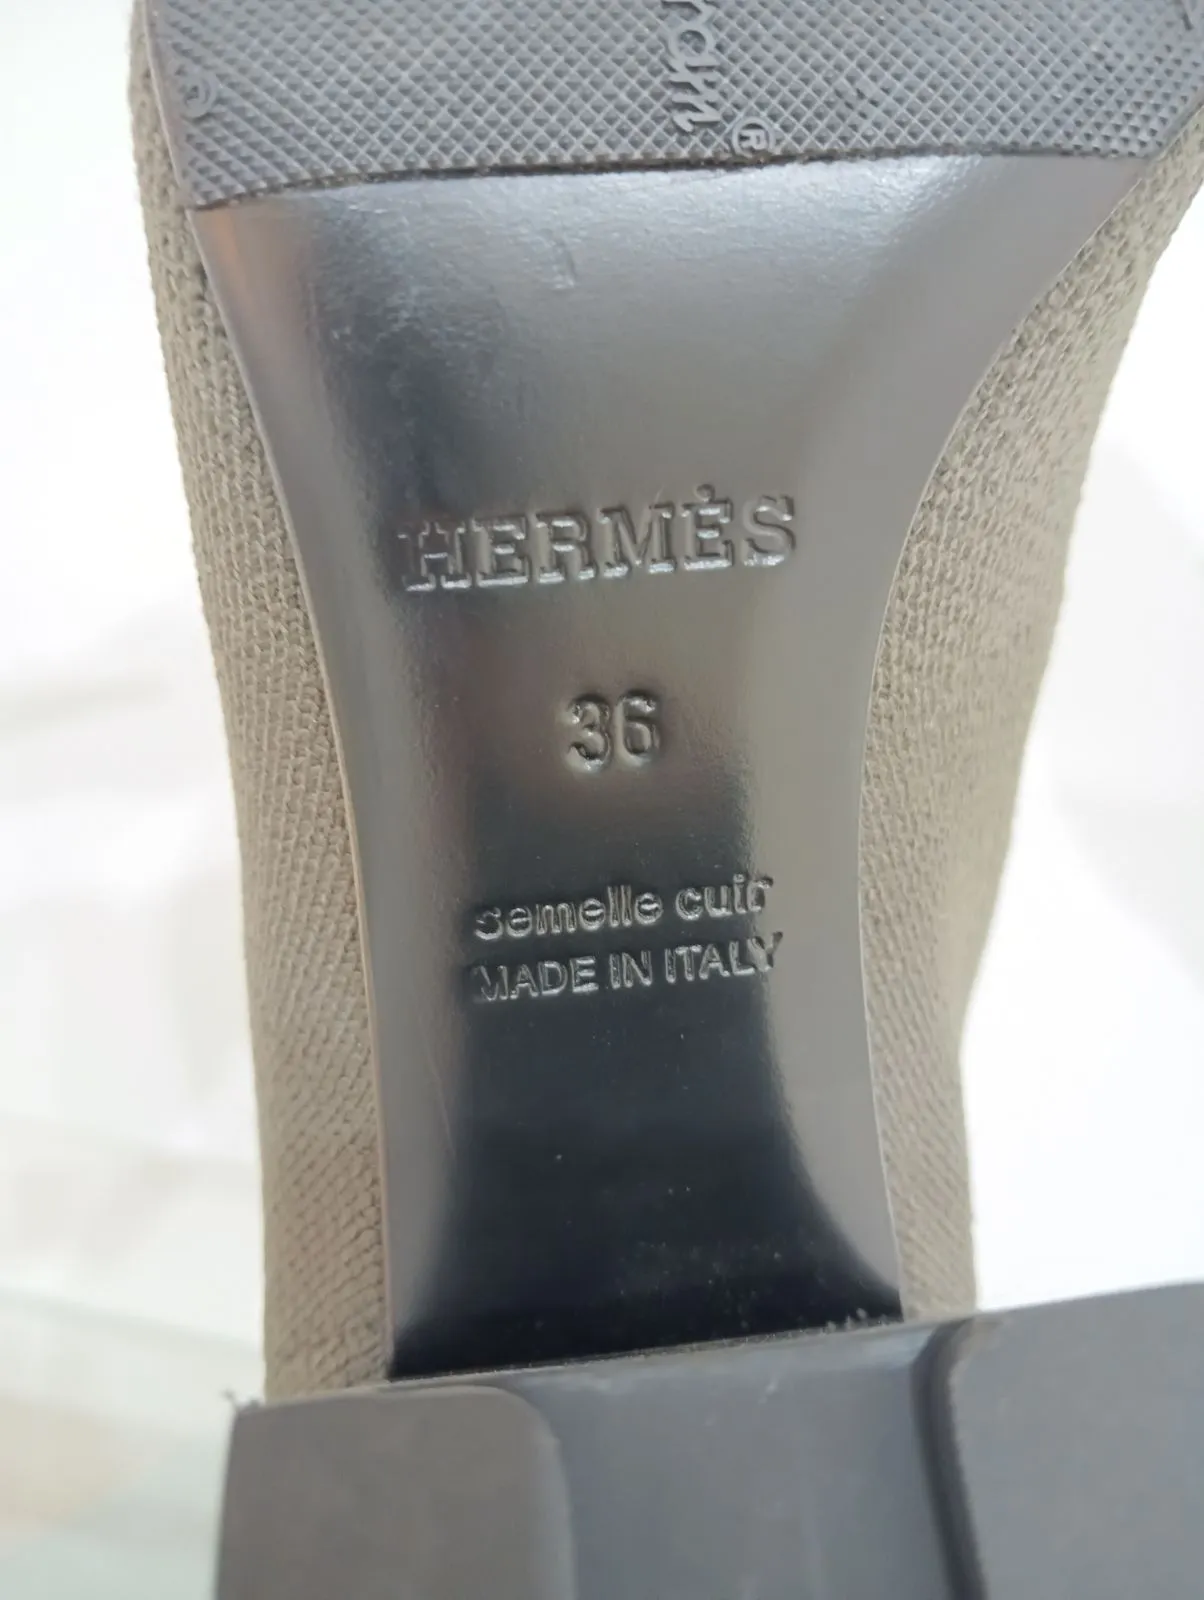 ®
HERMÈS
36
semelle cuir
MADE IN ITALY